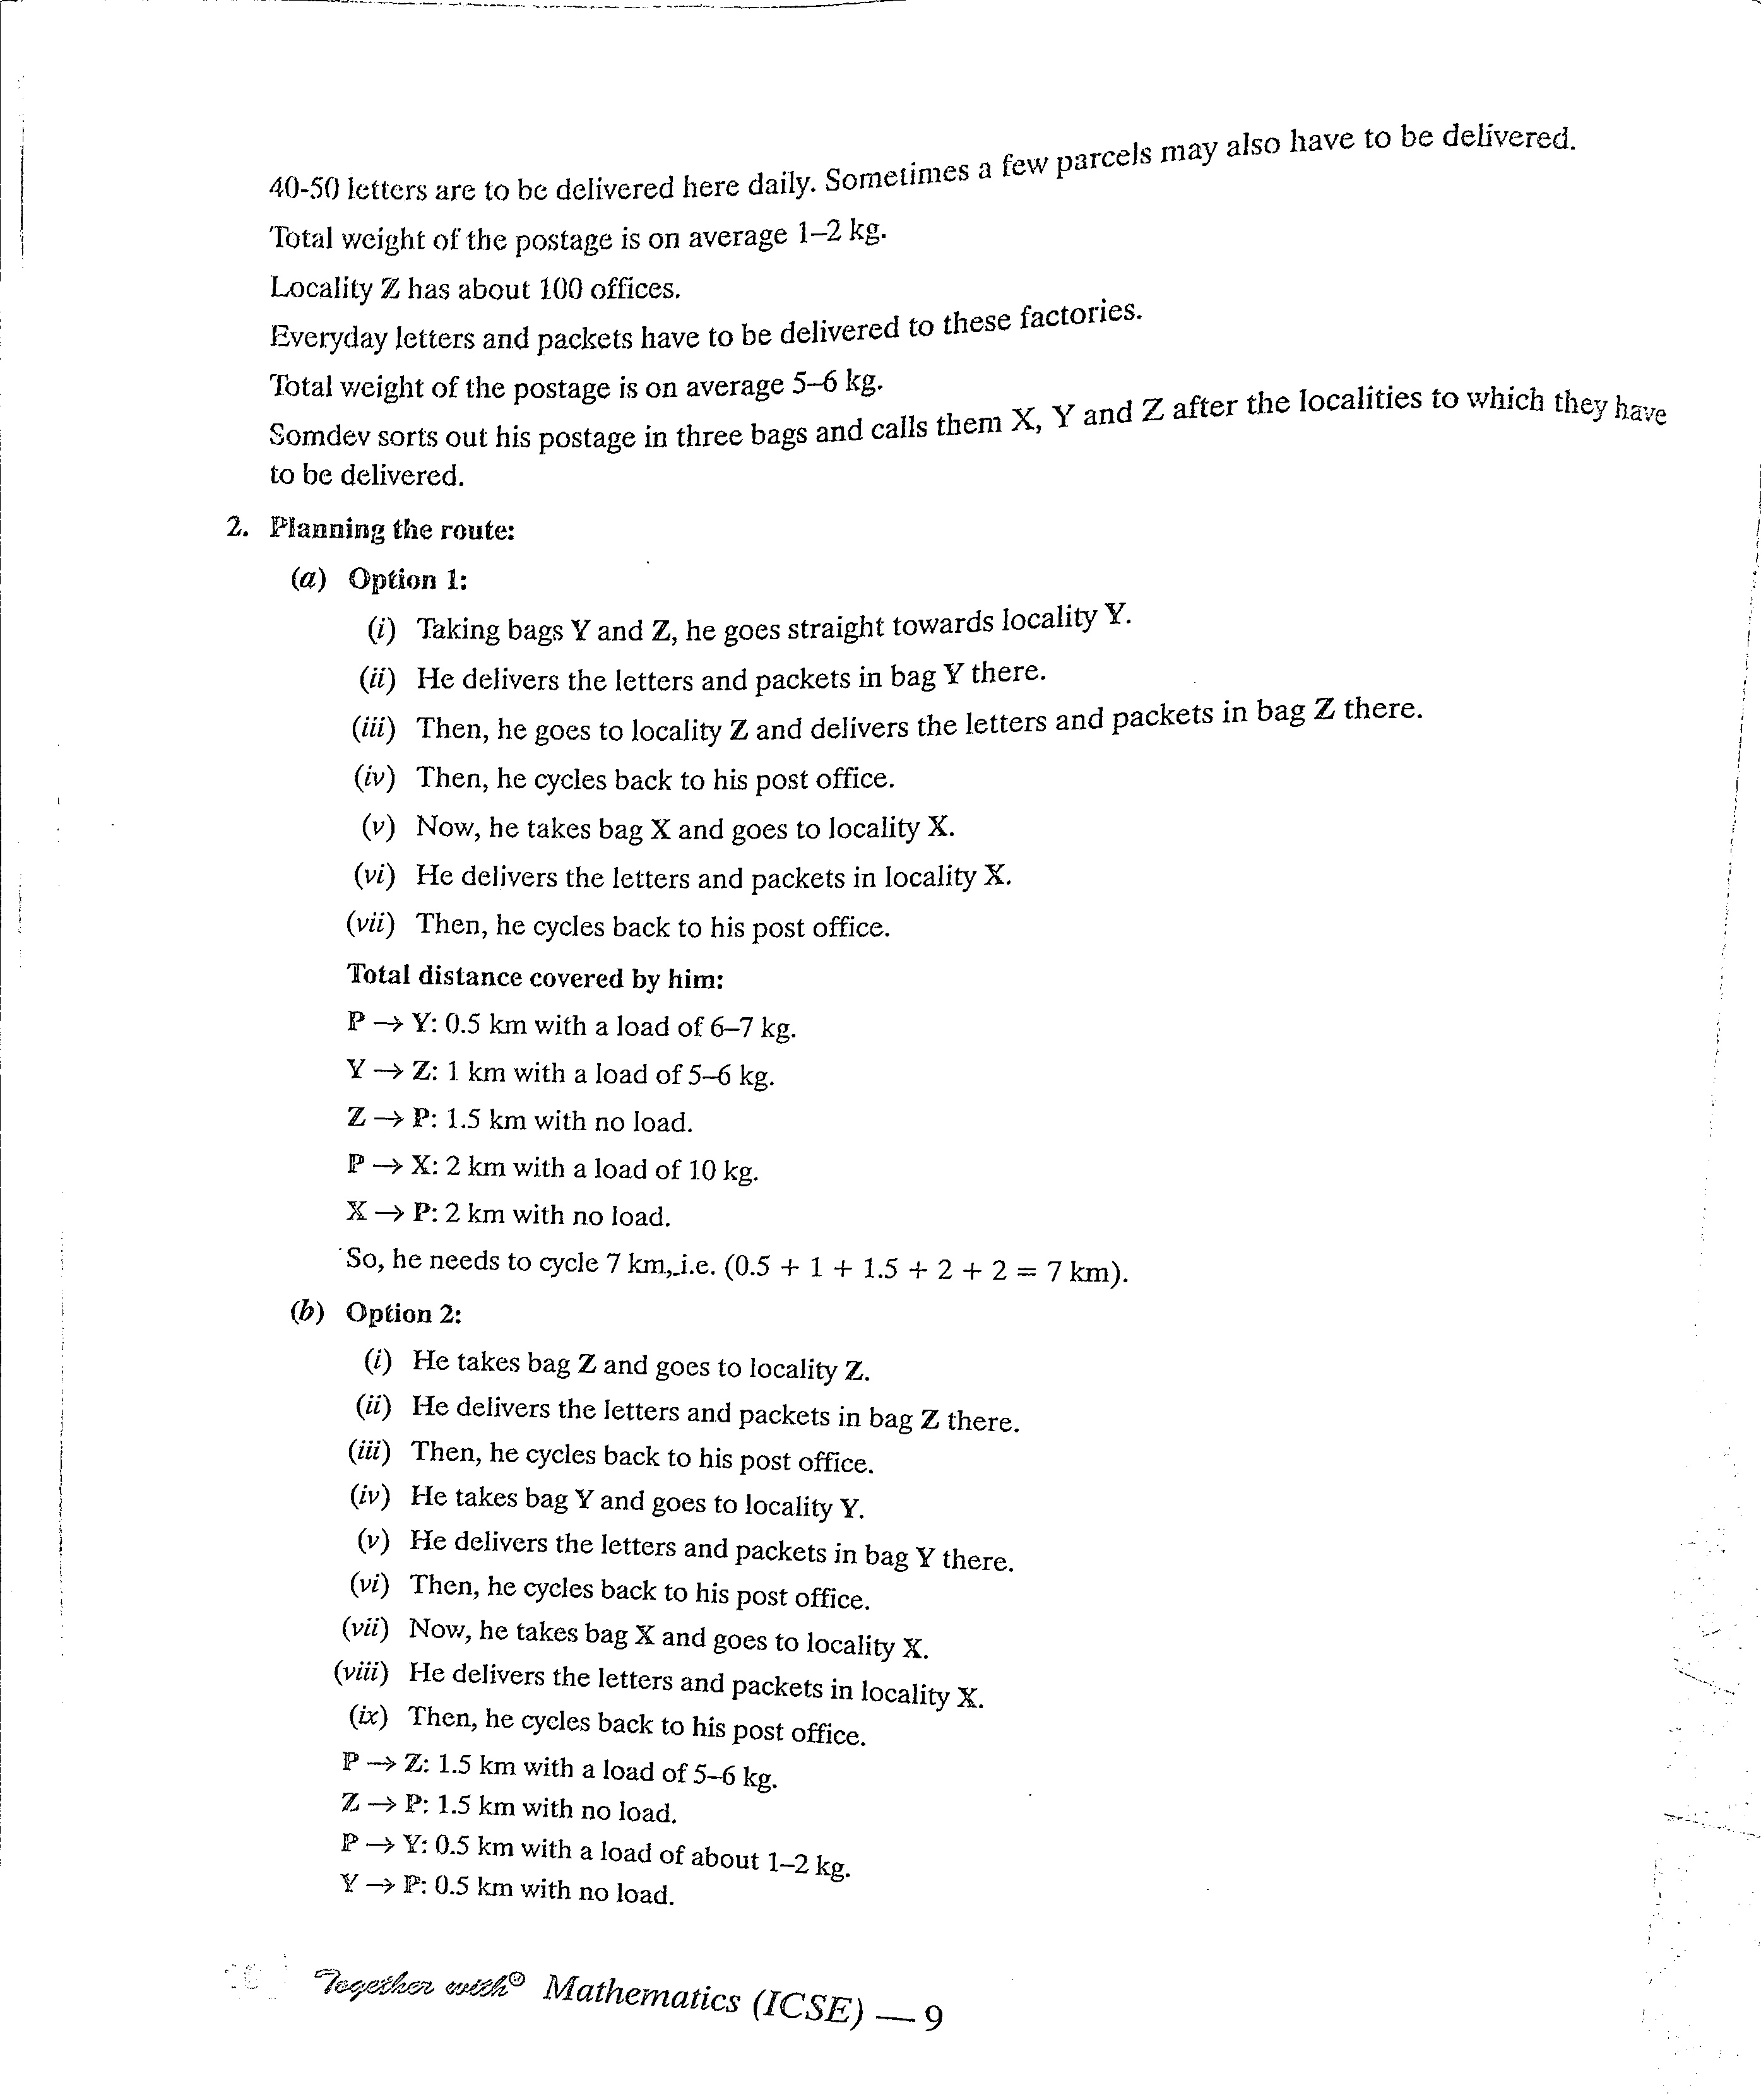 40-50 letters are to be delivered here daily. Sometimes a few parcels may also have to be delivered.
Total weight of the postage is on average 1–2 kg.
Locality Z has about 100 offices.
Everyday letters and packets have to be delivered to these factories.
Total weight of the postage is on average 5–6 kg.
Somdev sorts out his postage in three bags and calls them X, Y and Z after the localities to which they have
to be delivered.
2. Planning the route:
(a) Option 1:
(i) Taking bags Y and Z, he goes straight towards locality Y.
(ii) He delivers the letters and packets in bag Y there.
(iii) Then, he goes to locality Z and delivers the letters and packets in bag Z there.
(iv) Then, he cycles back to his post office.
(v) Now, he takes bag X and goes to locality X.
(vi) He delivers the letters and packets in locality X.
(vii) Then, he cycles back to his post office.
Total distance covered by him:
P → Y: 0.5 km with a load of 6–7 kg.
Y → Z: 1 km with a load of 5–6 kg.
Z → P: 1.5 km with no load.
P → X: 2 km with a load of 10 kg.
X → P: 2 km with no load.
So, he needs to cycle 7 km, i.e. (0.5 + 1 + 1.5 + 2 + 2 = 7 km).
(b) Option 2:
(i) He takes bag Z and goes to locality Z.
(ii) He delivers the letters and packets in bag Z there.
(iii) Then, he cycles back to his post office.
(iv) He takes bag Y and goes to locality Y.
(v) He delivers the letters and packets in bag Y there.
(vi) Then, he cycles back to his post office.
(vii) Now, he takes bag X and goes to locality X.
(viii) He delivers the letters and packets in locality X.
(ix) Then, he cycles back to his post office.
P → Z: 1.5 km with a load of 5–6 kg.
Z → P: 1.5 km with no load.
P → Y: 0.5 km with a load of about 1–2 kg.
Y → P: 0.5 km with no load.
Together with® Mathematics (ICSE) — 9